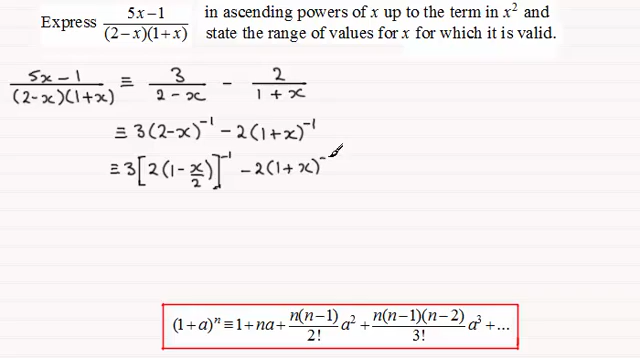 Express (5x−1)/((2−x)(1+x)) in ascending powers of x up to the term in x² and
state the range of values for x for which it is valid.
(5x−1)/((2−x)(1+x)) ≡ 3/(2−x) − 2/(1+x)
≡ 3(2−x)⁻¹ − 2(1+x)⁻¹
≡ 3[2(1−x/2)]⁻¹ − 2(1+x)⁻
(1+a)ⁿ ≡ 1+na+ n(n−1)/2! a² + n(n−1)(n−2)/3! a³ +...